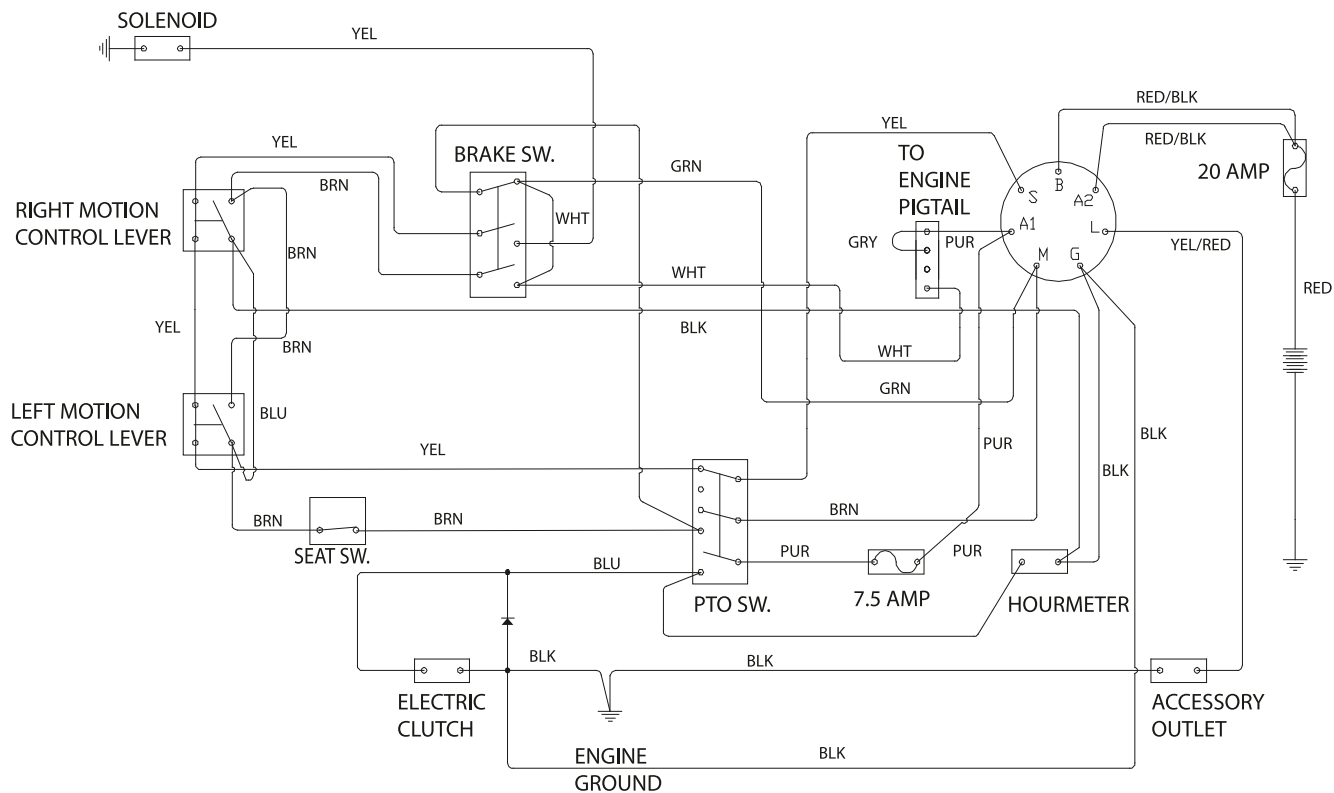 SOLENOID
YEL
RED/BLK
YEL
RED/BLK
YEL
BRAKE SW.
GRN
TO
ENGINE
PIGTAIL
20 AMP
BRN
S
B
A2
RIGHT MOTION
CONTROL LEVER
WHT
A1
L
BRN
GRY
PUR
YEL/RED
M
G
WHT
RED
YEL
BLK
BRN
WHT
GRN
LEFT MOTION
CONTROL LEVER
BLU
YEL
PUR
BLK
BLK
BRN
BRN
BRN
SEAT SW.
BLU
PUR
PUR
PTO SW.
7.5 AMP
HOURMETER
BLK
BLK
ELECTRIC
CLUTCH
ACCESSORY
OUTLET
ENGINE
GROUND
BLK